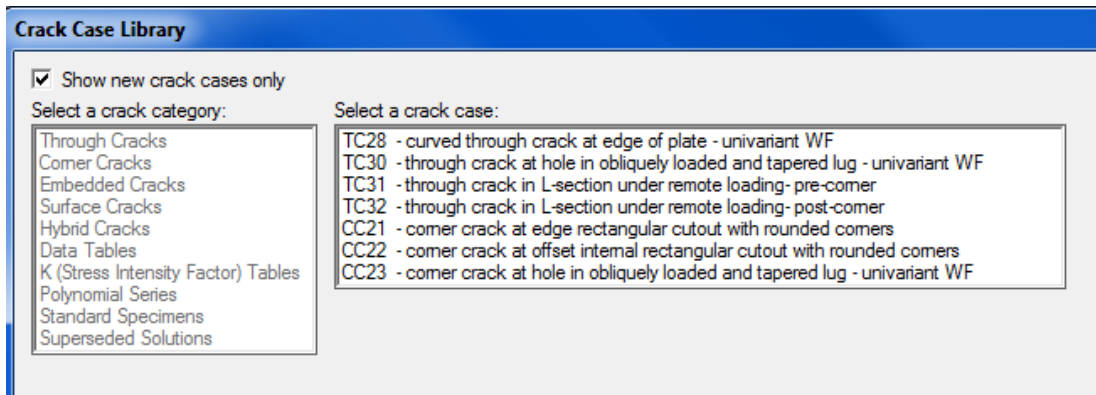 Crack Case Library
Show new crack cases only
Select a crack category:
Through Cracks
Corner Cracks
Embedded Cracks
Surface Cracks
Hybrid Cracks
Data Tables
K (Stress Intensity Factor) Tables
Polynomial Series
Standard Specimens
Superseded Solutions
Select a crack case:
TC28 - curved through crack at edge of plate - univariant WF
TC30 - through crack at hole in obliquely loaded and tapered lug - univariant WF
TC31 - through crack in L-section under remote loading- pre-corner
TC32 - through crack in L-section under remote loading- post-corner
CC21 - corner crack at edge rectangular cutout with rounded corners
CC22 - corner crack at offset internal rectangular cutout with rounded corners
CC23 - corner crack at hole in obliquely loaded and tapered lug - univariant WF